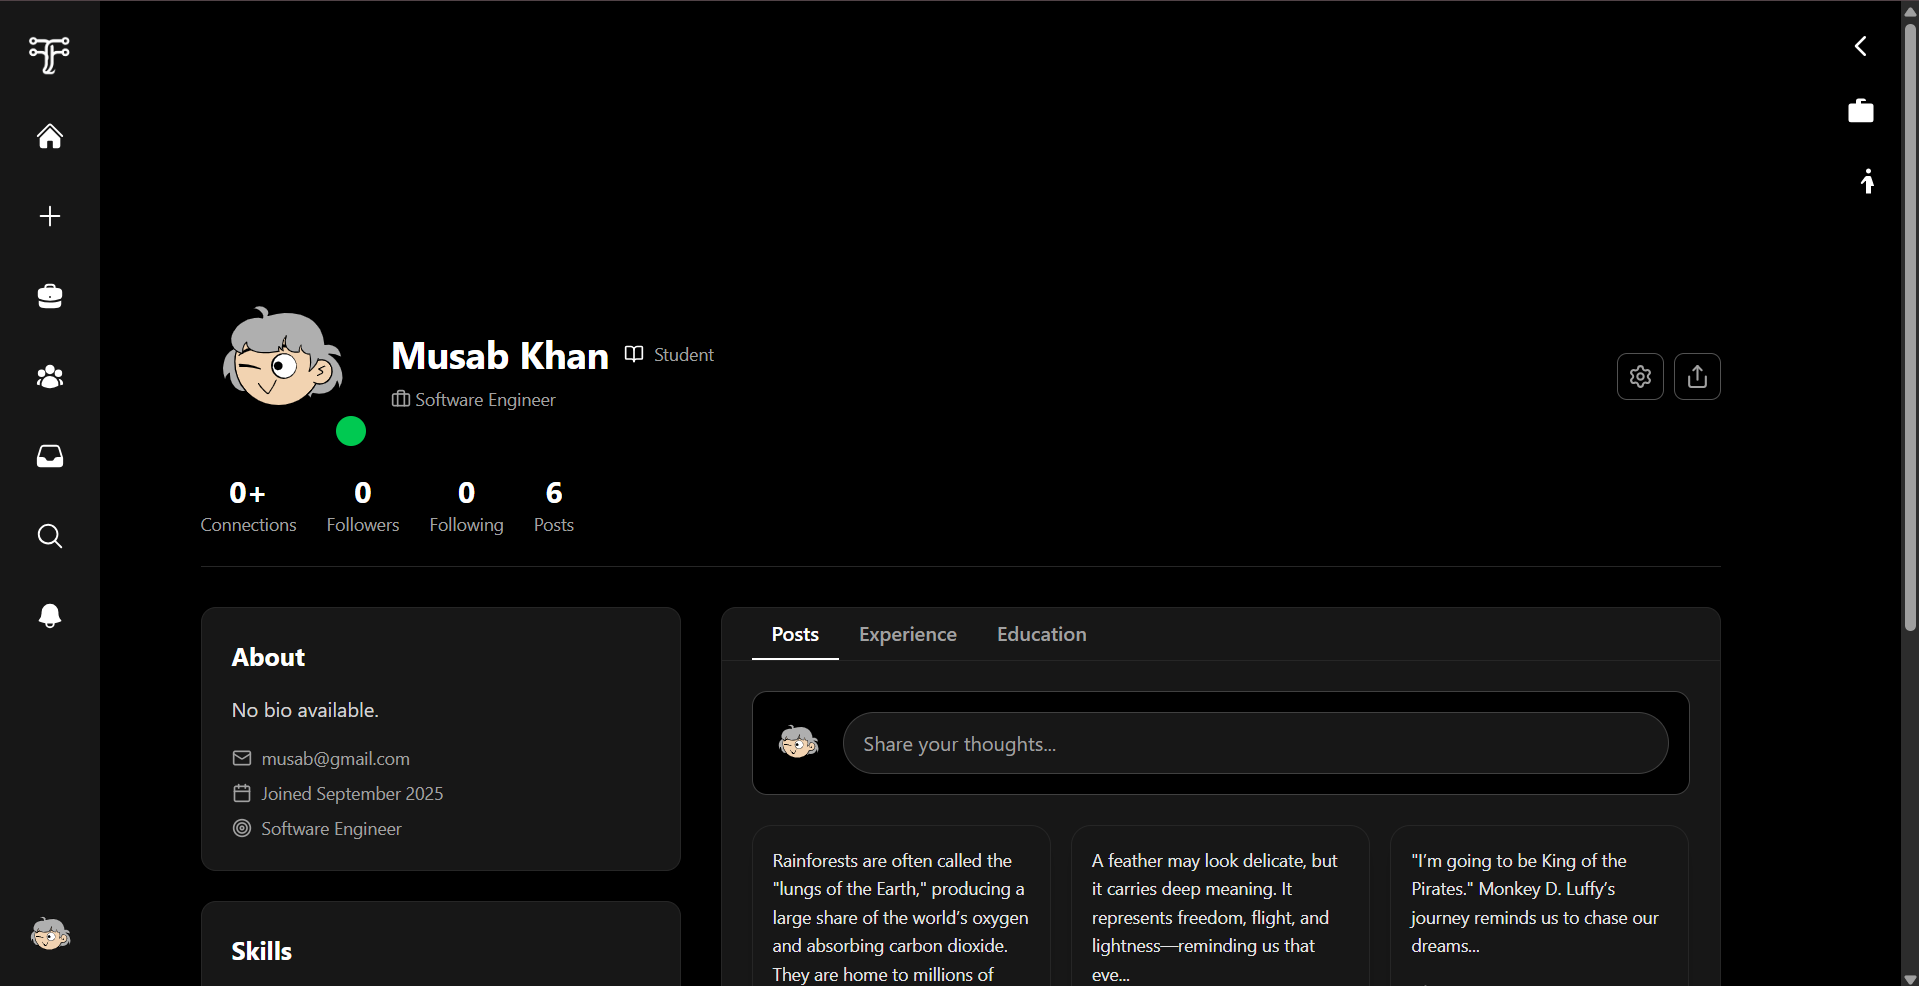 Musab Khan
Student
Software Engineer
0+
Connections
0
Followers
0
Following
6
Posts
About
No bio available.
musab@gmail.com
Joined September 2025
Software Engineer
Skills
Posts
Experience
Education
Share your thoughts...
Rainforests are often called the
"lungs of the Earth," producing a
large share of the world’s oxygen
and absorbing carbon dioxide.
They are home to millions of
A feather may look delicate, but
it carries deep meaning. It
represents freedom, flight, and
lightness—reminding us that
eve...
"I’m going to be King of the
Pirates." Monkey D. Luffy’s
journey reminds us to chase our
dreams...